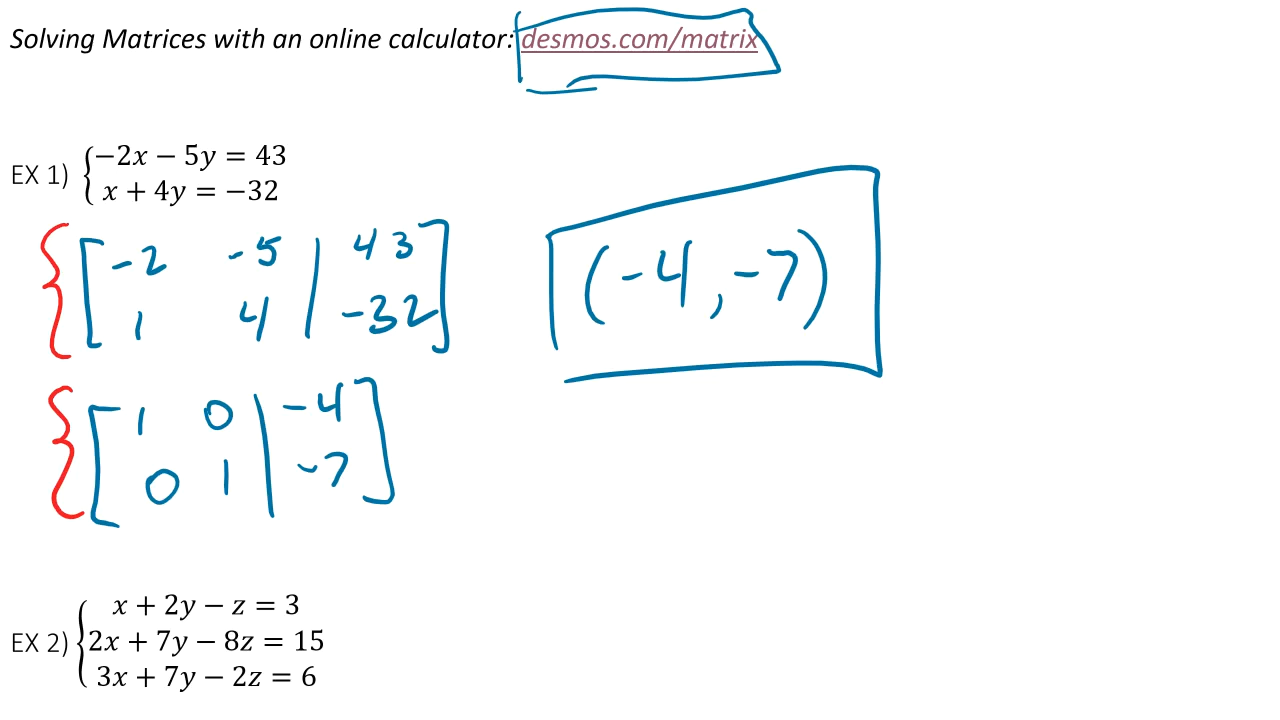 Solving Matrices with an online calculator: desmos.com/matrix
EX 1) {−2x − 5y = 43
x + 4y = −32
[-2 -5 | 43]
[1 4 | -32]
(-4, -7)
[1 0 | -4]
[0 1 | -7]
EX 2) { x + 2y − z = 3
2x + 7y − 8z = 15
3x + 7y − 2z = 6